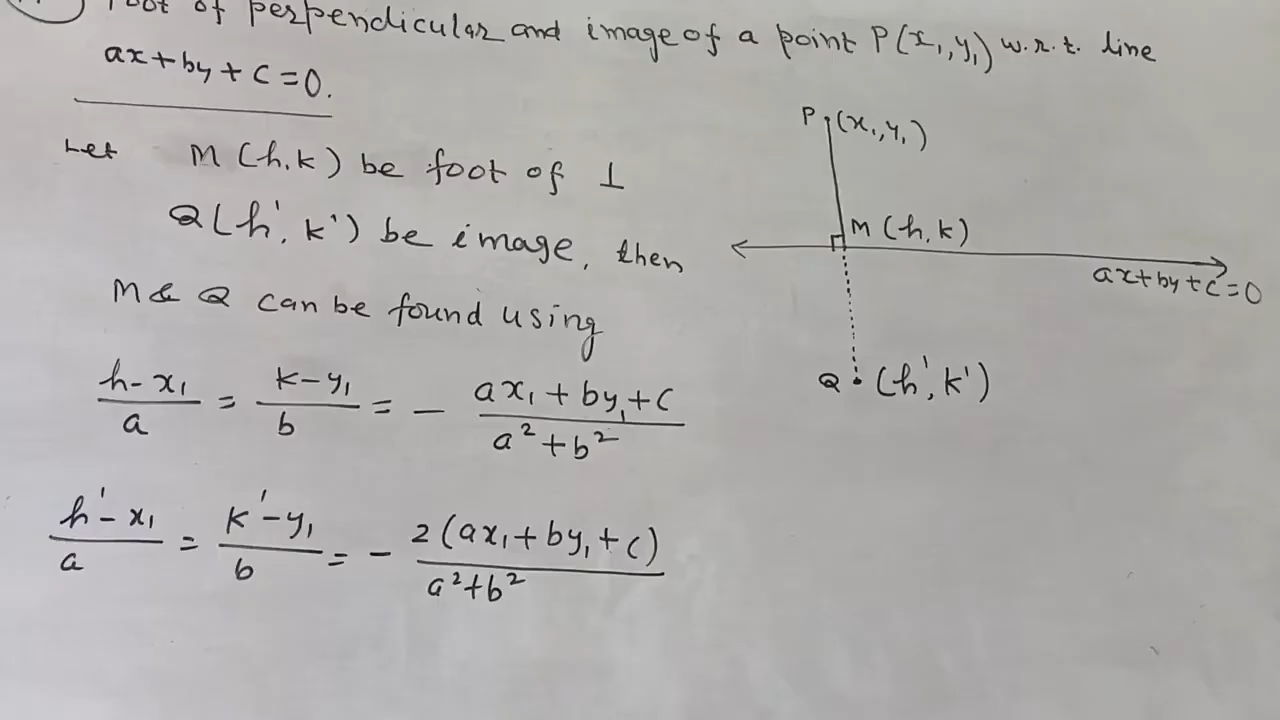 Foot of perpendicular and image of a point P(x₁,y₁) w.r.t. line
ax+by+c=0.
Let M(h,k) be foot of ⊥
Q(h',k') be image, then
M & Q can be found using
(h-x₁)/a = (k-y₁)/b = - (ax₁+by₁+c)/(a²+b²)
(h'-x₁)/a = (k'-y₁)/b = - 2(ax₁+by₁+c)/(a²+b²)
P (x₁,y₁)
M (h,k)
ax+by+c=0
Q (h',k')